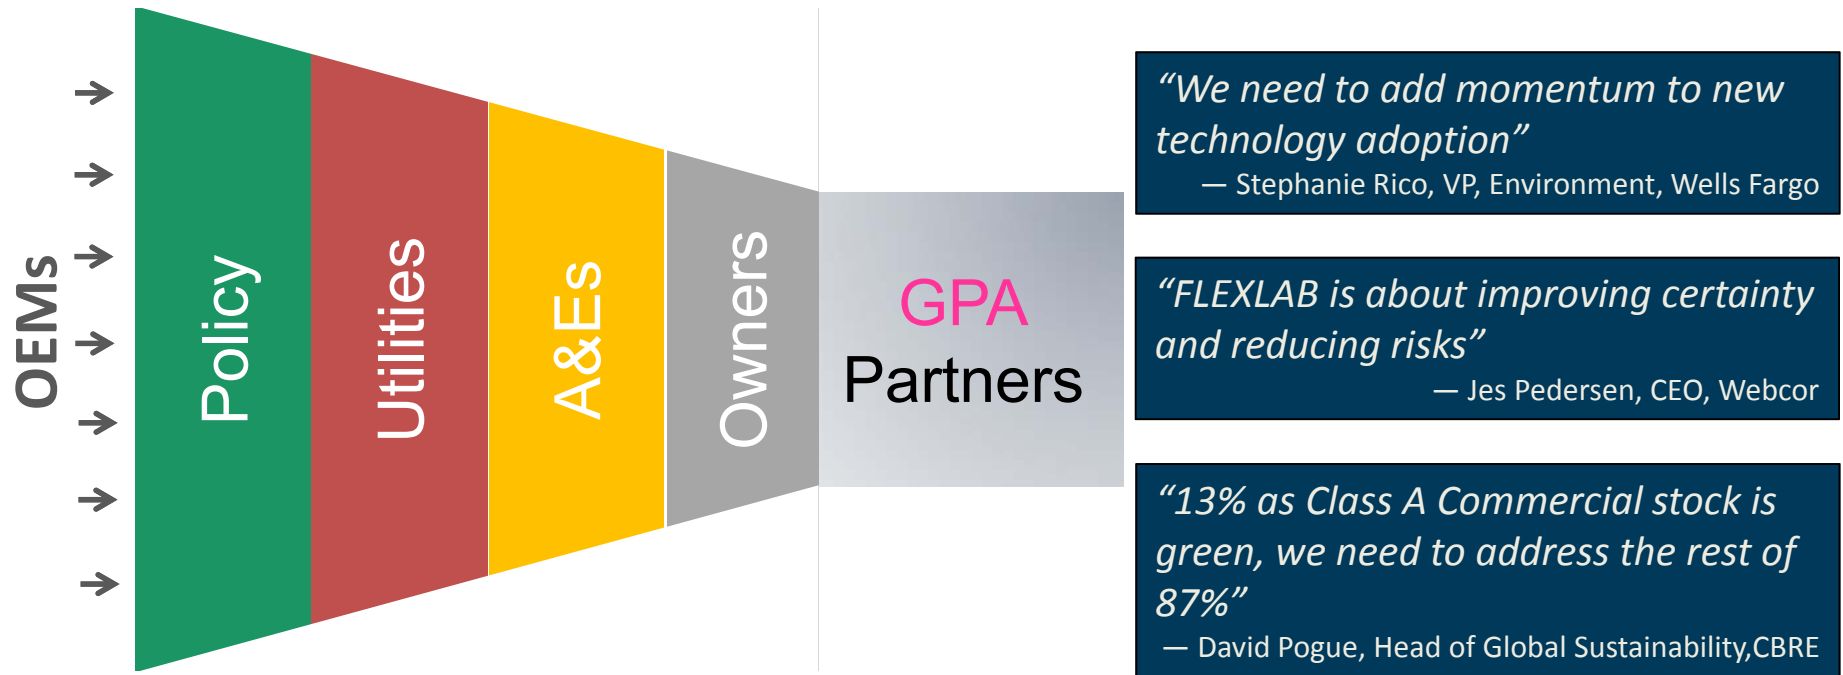 OEMs
Policy
Utilities
A&Es
Owners
GPA
Partners
“We need to add momentum to new
technology adoption”
— Stephanie Rico, VP, Environment, Wells Fargo
“FLEXLAB is about improving certainty
and reducing risks”
— Jes Pedersen, CEO, Webcor
“13% as Class A Commercial stock is
green, we need to address the rest of
87%”
— David Pogue, Head of Global Sustainability,CBRE